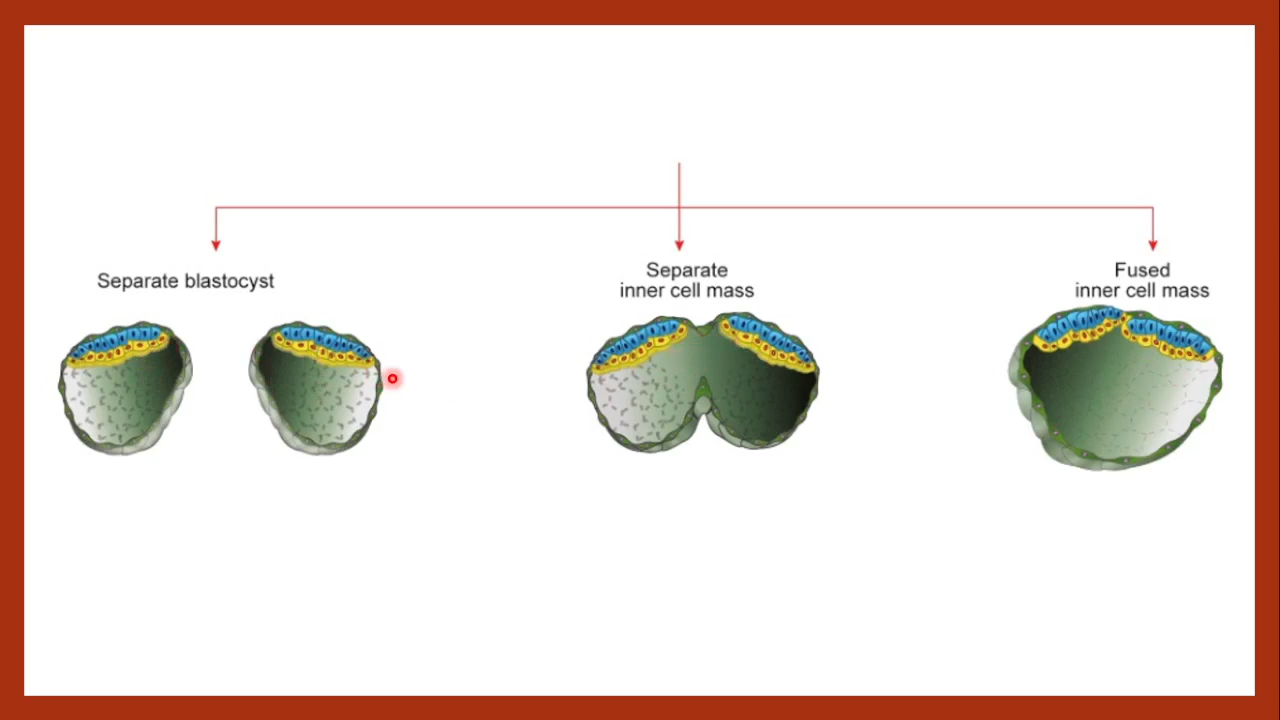 Separate blastocyst
Separate
inner cell mass
Fused
inner cell mass